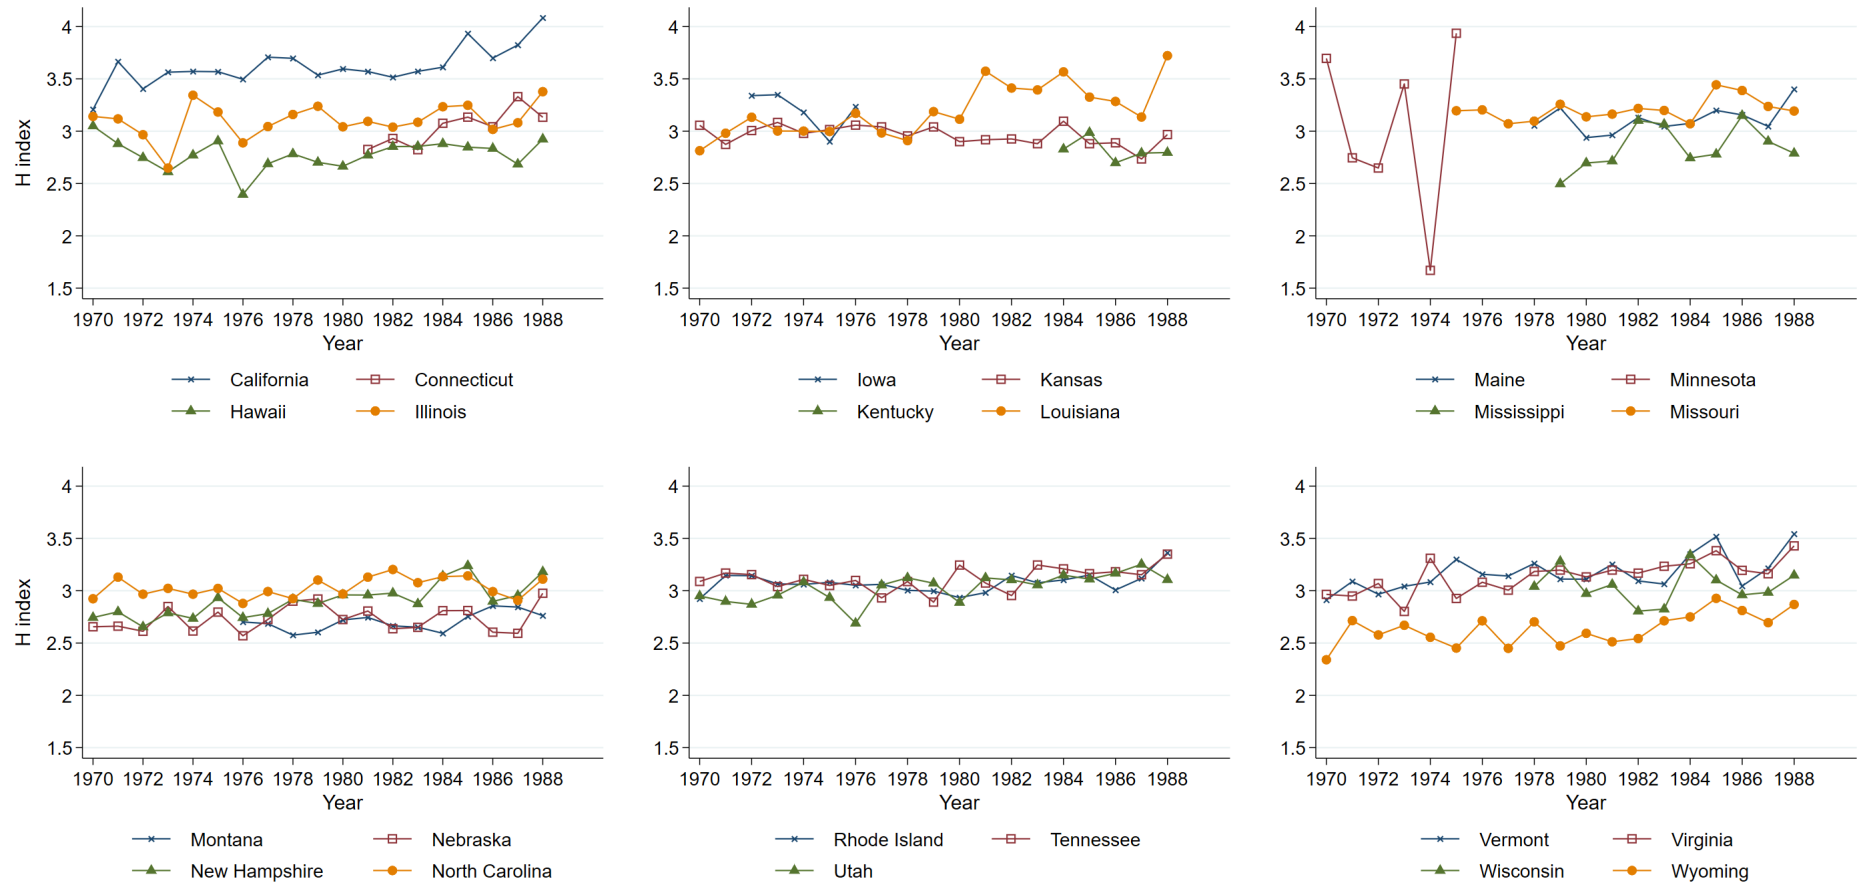 H index
4
3.5
3
2.5
2
1.5
1970 1972 1974 1976 1978 1980 1982 1984 1986 1988
Year
California Connecticut
Hawaii Illinois
4
3.5
3
2.5
2
1.5
1970 1972 1974 1976 1978 1980 1982 1984 1986 1988
Year
Iowa Kansas
Kentucky Louisiana
4
3.5
3
2.5
2
1.5
1970 1972 1974 1976 1978 1980 1982 1984 1986 1988
Year
Maine Minnesota
Mississippi Missouri
H index
4
3.5
3
2.5
2
1.5
1970 1972 1974 1976 1978 1980 1982 1984 1986 1988
Year
Montana Nebraska
New Hampshire North Carolina
4
3.5
3
2.5
2
1.5
1970 1972 1974 1976 1978 1980 1982 1984 1986 1988
Year
Rhode Island Tennessee
Utah
4
3.5
3
2.5
2
1.5
1970 1972 1974 1976 1978 1980 1982 1984 1986 1988
Year
Vermont Virginia
Wisconsin Wyoming